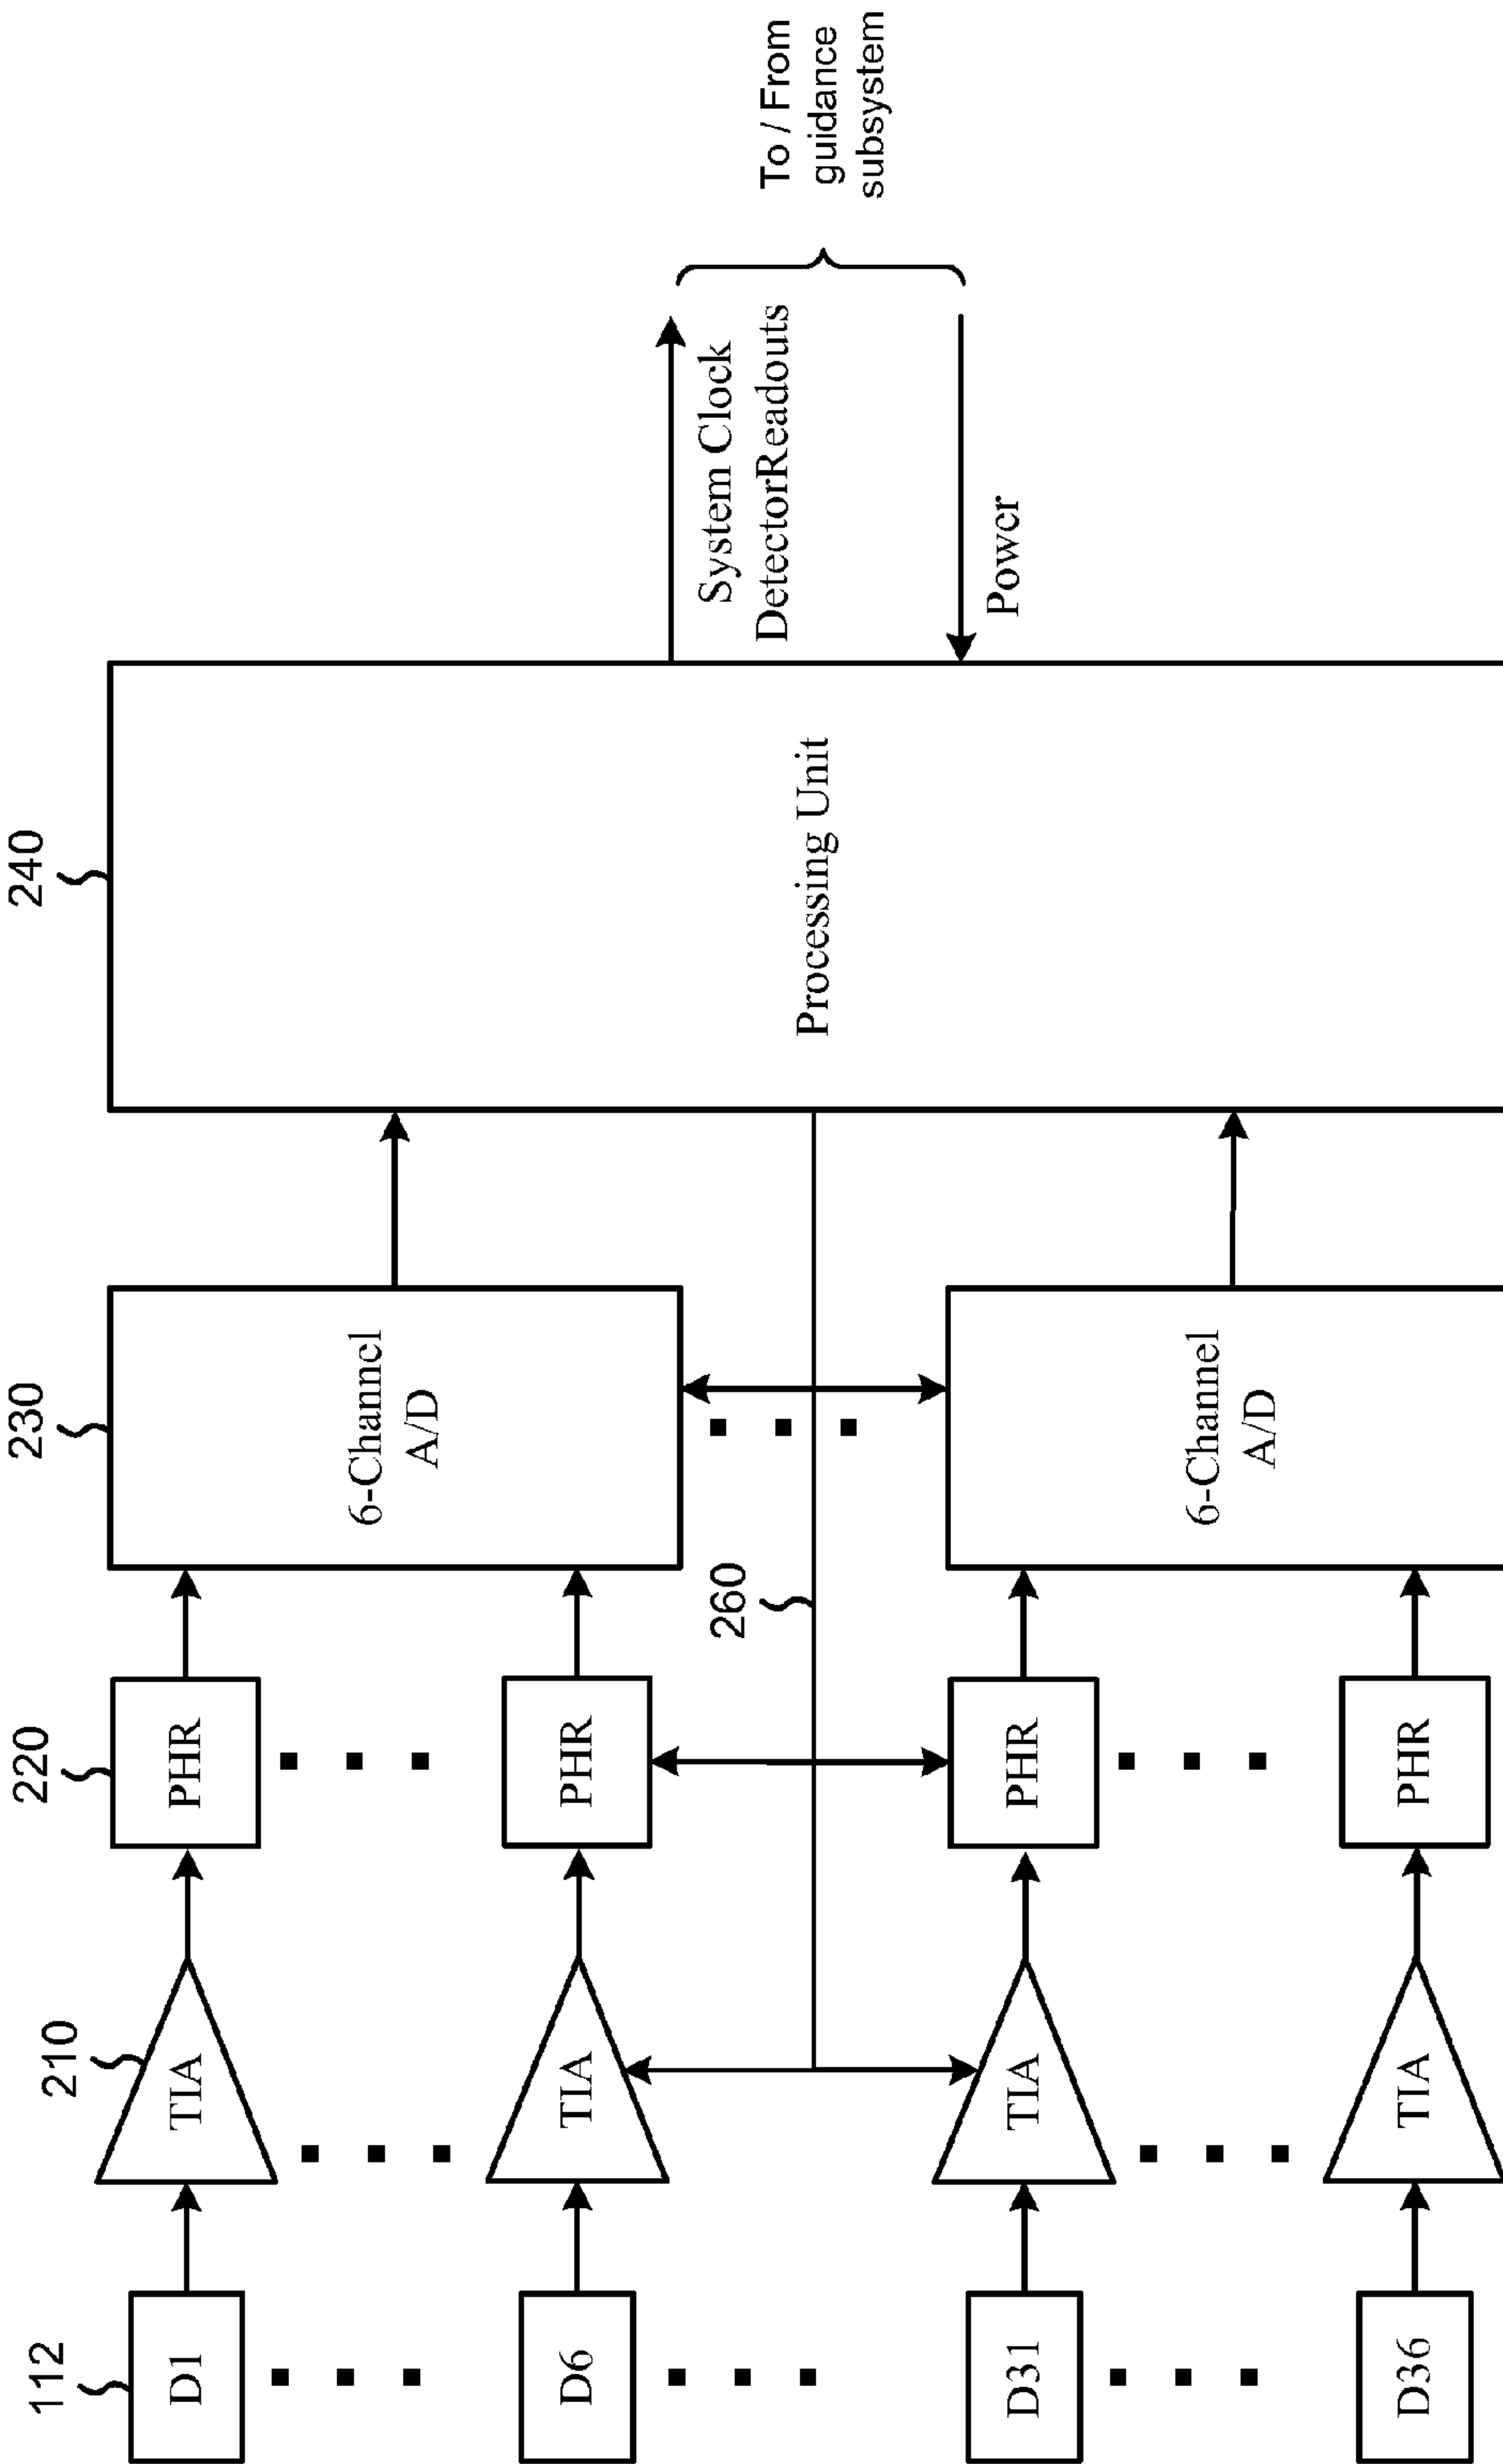 112
210
220
230
240
D1
TIA
PHR
6-Channel
A/D
D6
TIA
PHR
260
Processing Unit
System Clock
DetectorReadouts
Power
To / From
guidance
subsystem
D31
TIA
PHR
6-Channel
A/D
D36
TIA
PHR